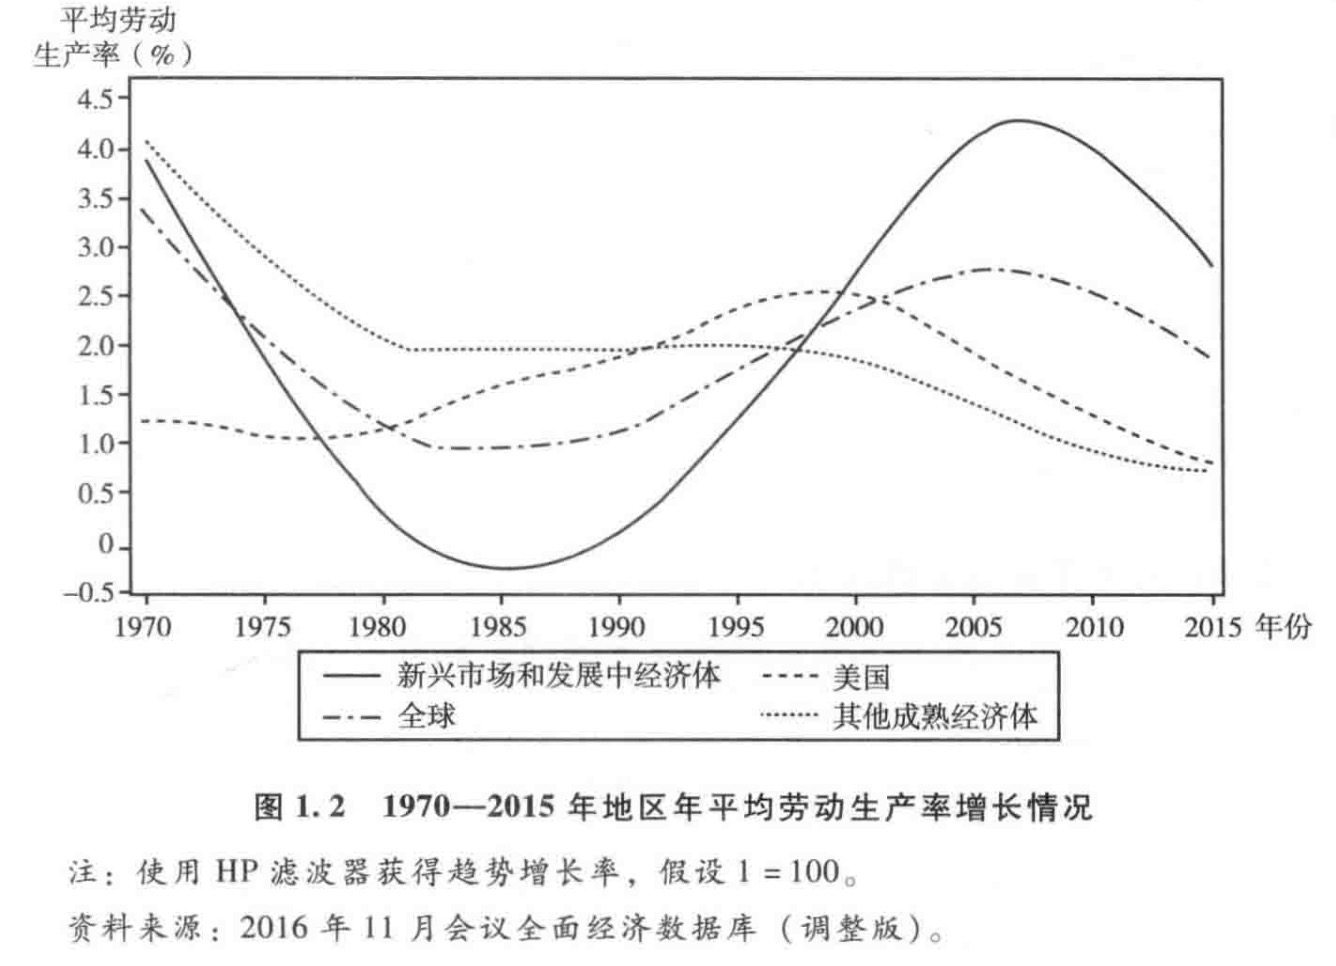 平均劳动
生产率（%）
4.5
4.0
3.5
3.0
2.5
2.0
1.5
1.0
0.5
0
-0.5
1970 1975 1980 1985 1990 1995 2000 2005 2010 2015 年份
新兴市场和发展中经济体 美国
全球 其他成熟经济体
图 1.2 1970—2015 年地区年平均劳动生产率增长情况
注：使用 HP 滤波器获得趋势增长率，假设 1 = 100。
资料来源：2016 年 11 月会议全面经济数据库（调整版）。